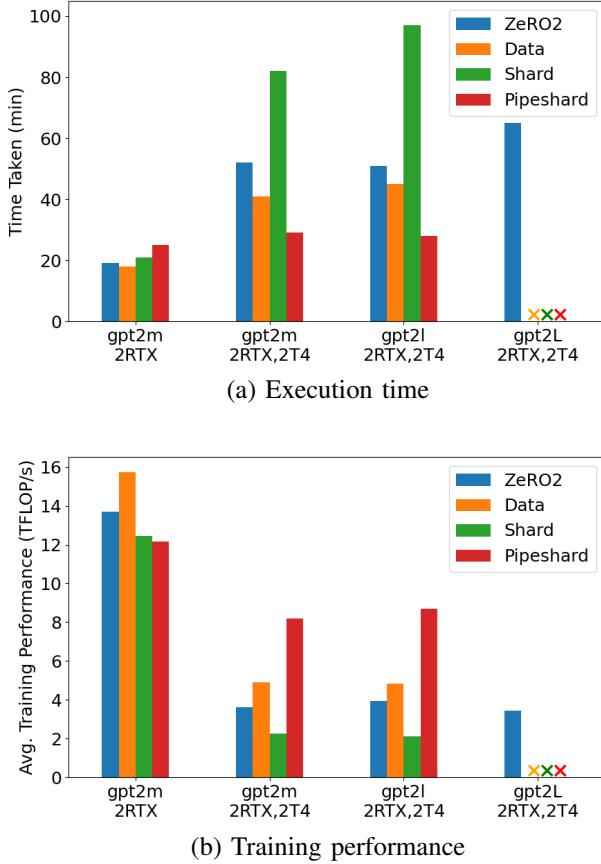 100
80
60
40
20
0
Time Taken (min)
ZeRO2
Data
Shard
Pipeshard
gpt2m
2RTX
gpt2m
2RTX,2T4
gpt2l
2RTX,2T4
gpt2L
2RTX,2T4
(a) Execution time
16
14
12
10
8
6
4
2
0
Avg. Training Performance (TFLOP/s)
ZeRO2
Data
Shard
Pipeshard
gpt2m
2RTX
gpt2m
2RTX,2T4
gpt2l
2RTX,2T4
gpt2L
2RTX,2T4
(b) Training performance